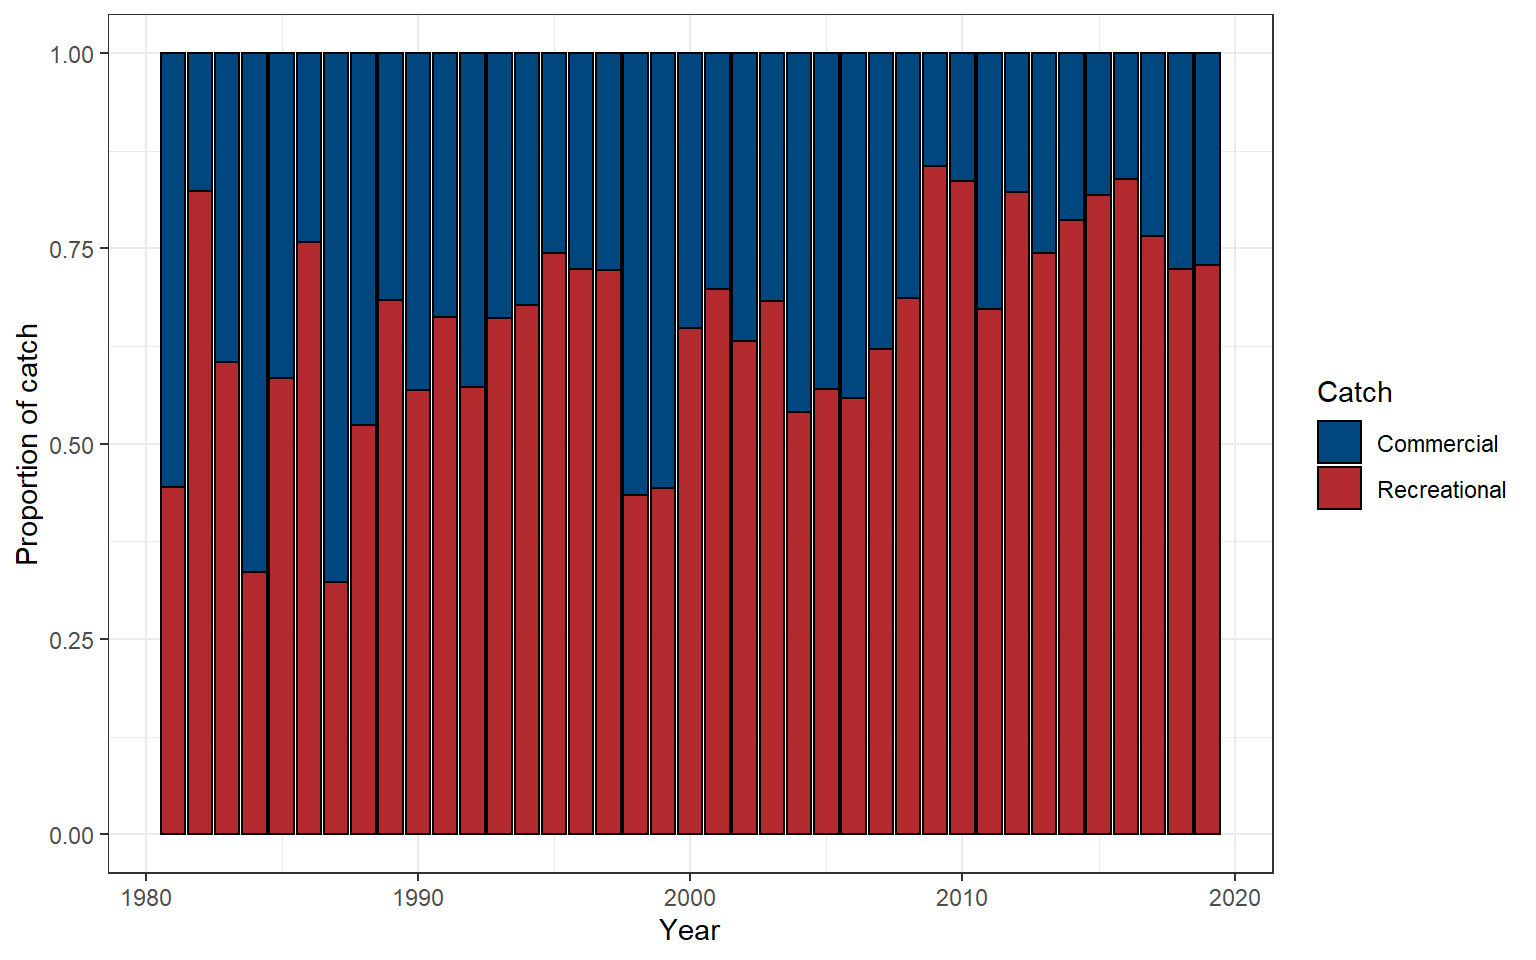 Proportion of catch
1.00
0.75
0.50
0.25
0.00
1980 1990 2000 2010 2020
Year
Catch
Commercial
Recreational